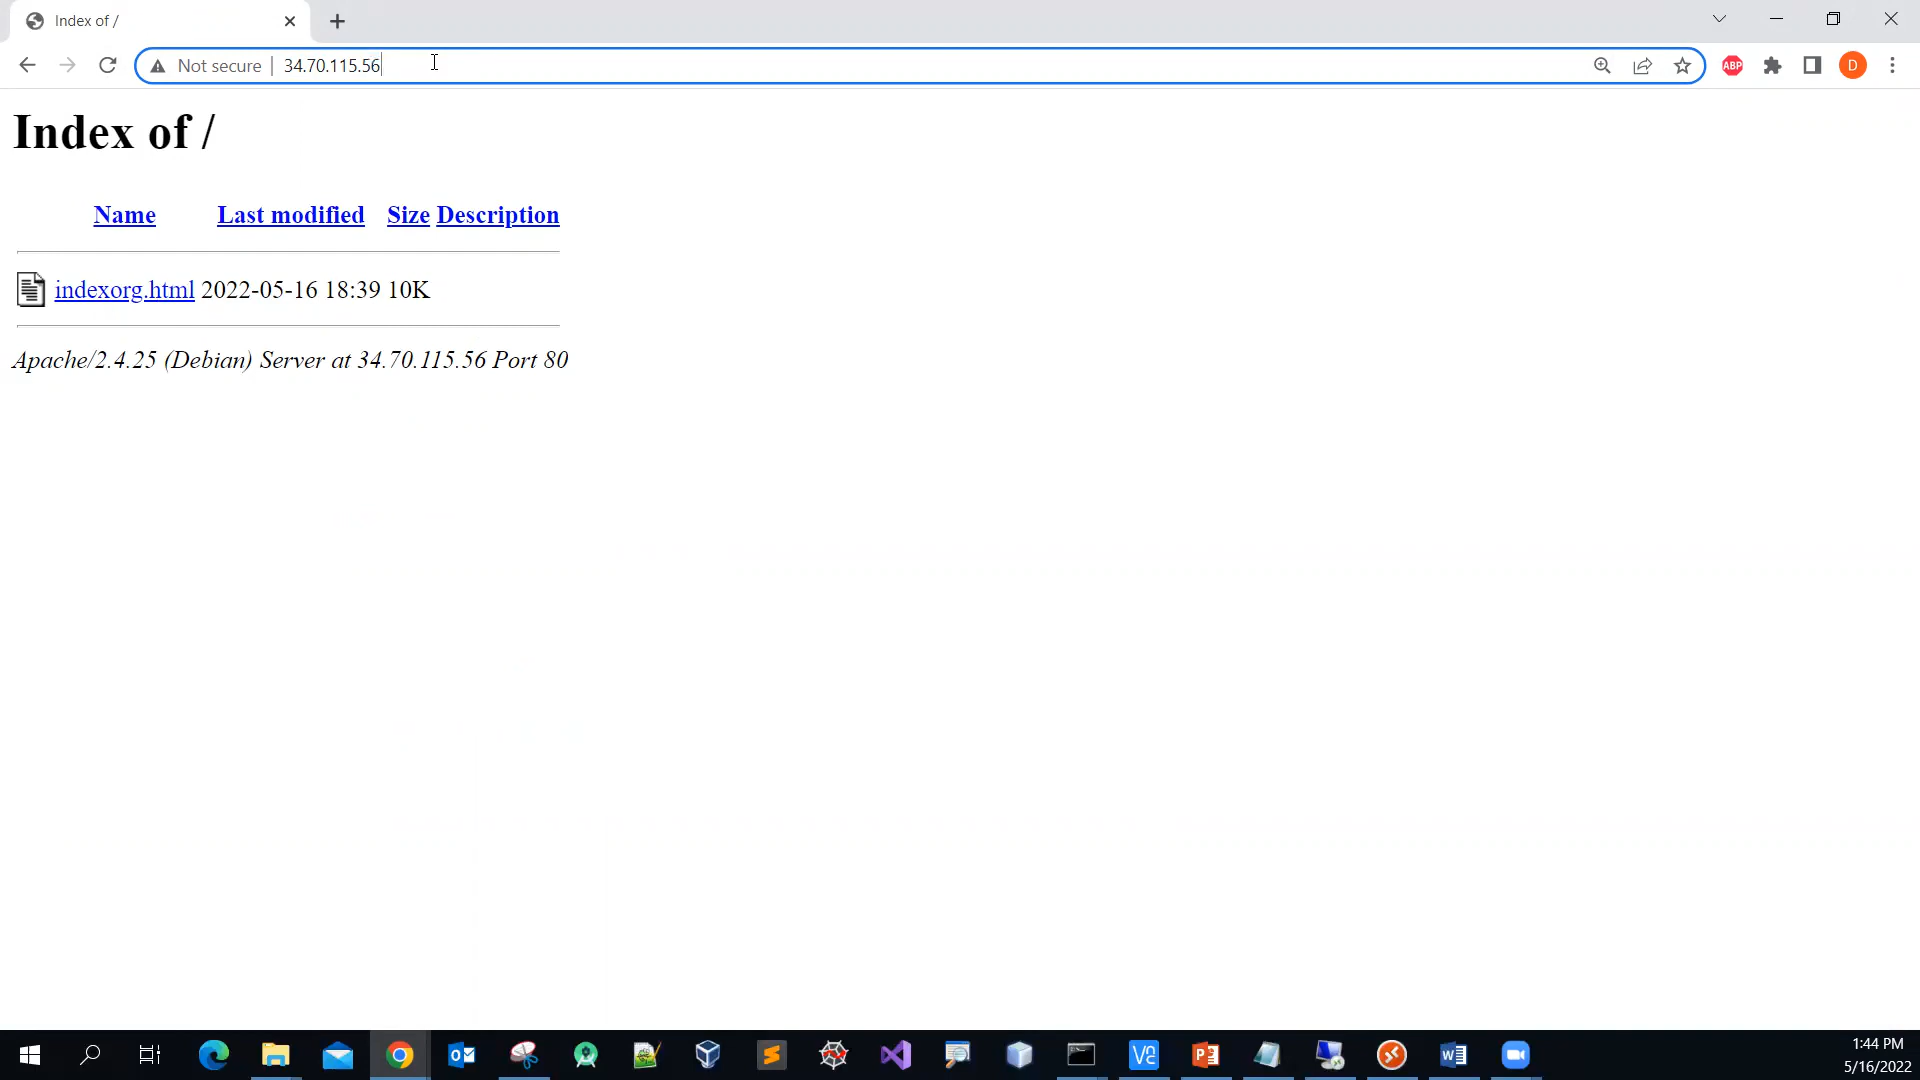 Index of /
Not secure | 34.70.115.56
ABP
D
Index of /
Name Last modified Size Description
indexorg.html 2022-05-16 18:39 10K
Apache/2.4.25 (Debian) Server at 34.70.115.56 Port 80
1:44 PM
5/16/2022